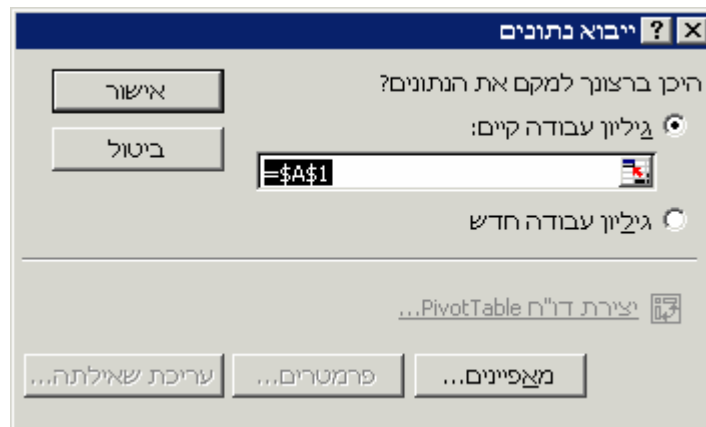 ייבוא נתונים
היכן ברצונך למקם את הנתונים?
אישור
גיליון עבודה קיים:
ביטול
=$A$1
גיליון עבודה חדש
יצירת דו"ח PivotTable...
מאפיינים...
פרמטרים...
עריכת שאילתה...